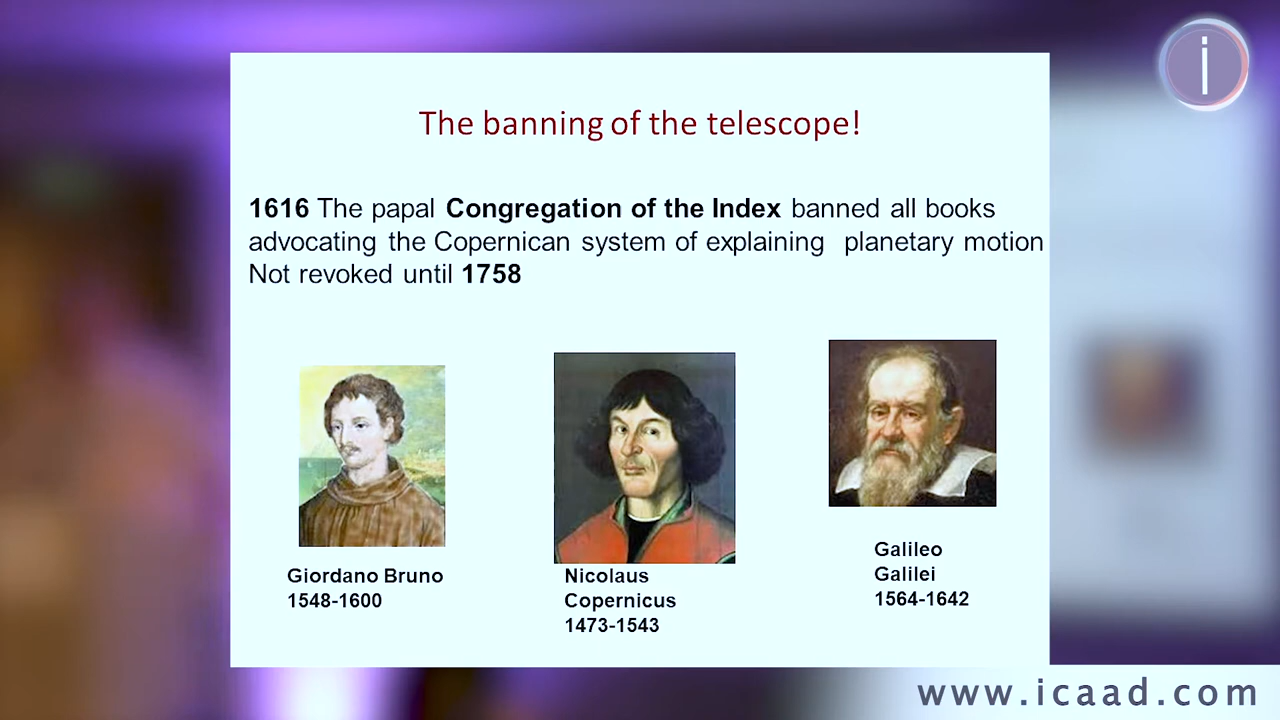 i
The banning of the telescope!
1616 The papal Congregation of the Index banned all books
advocating the Copernican system of explaining planetary motion
Not revoked until 1758
Giordano Bruno
1548-1600
Nicolaus
Copernicus
1473-1543
Galileo
Galilei
1564-1642
www.icaad.com